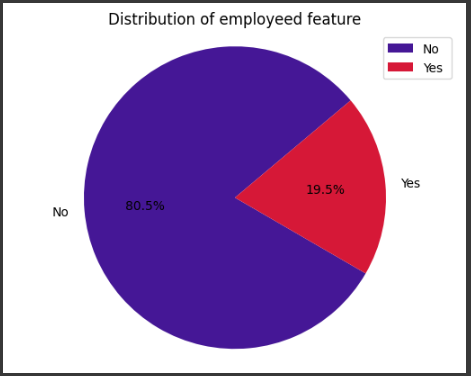 Distribution of employeed feature
No
Yes
No
80.5%
19.5%
Yes